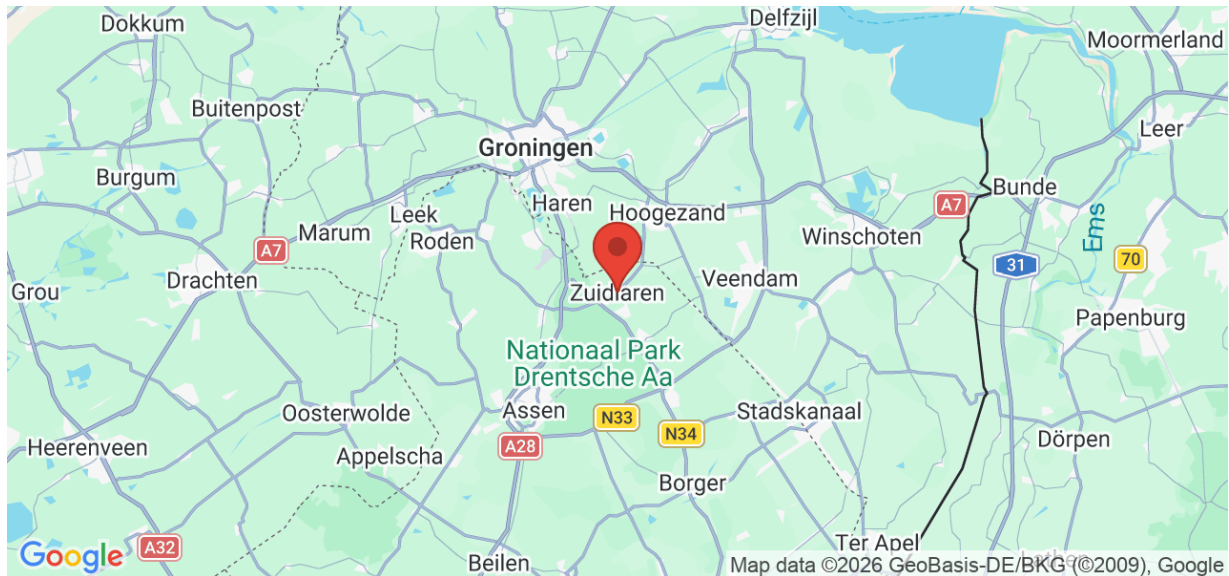 Dokkum
Delfzijl
Moormerland
Buitenpost
Leer
Groningen
Burgum
Bunde
Haren
A7
Leek
Hoogezand
Marum
Roden
Winschoten
Ems
A7
31
70
Drachten
Veendam
Grou
Zuidlaren
Papenburg
Nationaal Park
Drentsche Aa
Oosterwolde
Assen
N33
Stadskanaal
N34
Dörpen
Heerenveen
A28
Appelscha
Borger
Ter Apel
A32
Google
Beilen
Map data ©2026 GeoBasis-DE/BKG (©2009), Google